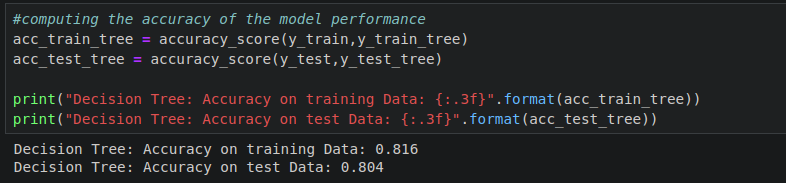 #computing the accuracy of the model performance
acc_train_tree = accuracy_score(y_train,y_train_tree)
acc_test_tree = accuracy_score(y_test,y_test_tree)
print("Decision Tree: Accuracy on training Data: {:.3f}".format(acc_train_tree))
print("Decision Tree: Accuracy on test Data: {:.3f}".format(acc_test_tree))
Decision Tree: Accuracy on training Data: 0.816
Decision Tree: Accuracy on test Data: 0.804